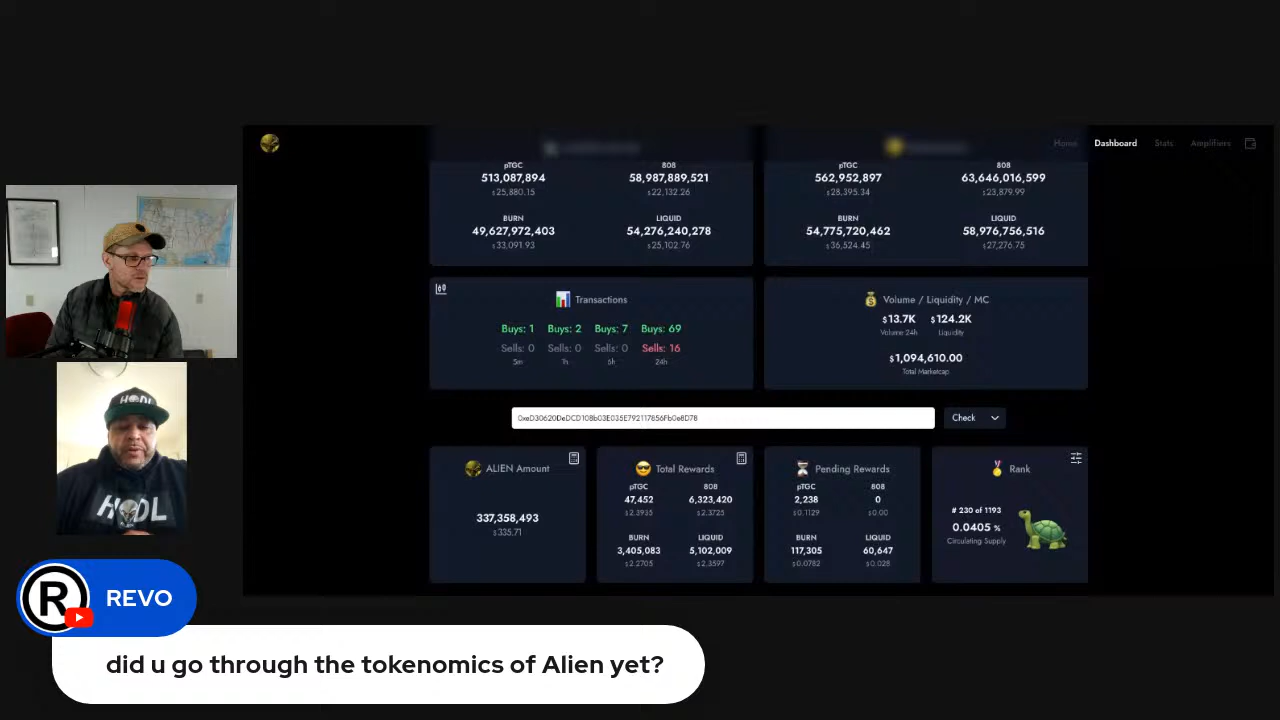 Home Dashboard Stats Amplifiers
pTGC 808 pTGC 808
513,087,894 58,987,889,521 562,952,897 63,646,016,599
$25,880.15 $22,132.26 $28,395.34 $23,879.99
BURN LIQUID BURN LIQUID
49,627,972,403 54,276,240,278 54,775,720,462 58,976,756,516
$33,091.93 $25,102.76 $36,524.45 $27,276.75
Transactions
Buys: 1 Buys: 2 Buys: 7 Buys: 69
Sells: 0 Sells: 0 Sells: 0 Sells: 16
5m 1h 6h 24h
Volume / Liquidity / MC
$13.7K $124.2K
Volume 24h Liquidity
$1,094,610.00
Total Marketcap
Check
ALIEN Amount
337,358,493
$335.71
Total Rewards
pTGC 808
47,452 6,323,420
$2.3935 $2.3725
BURN LIQUID
3,405,083 5,102,009
$2.2705 $2.3597
Pending Rewards
pTGC 808
2,238 0
$0.1129 $0.00
BURN LIQUID
117,305 60,647
$0.0782 $0.028
Rank
# 230 of 1193
0.0405 %
Circulating Supply
HODL
HODL
R REVO
did u go through the tokenomics of Alien yet?